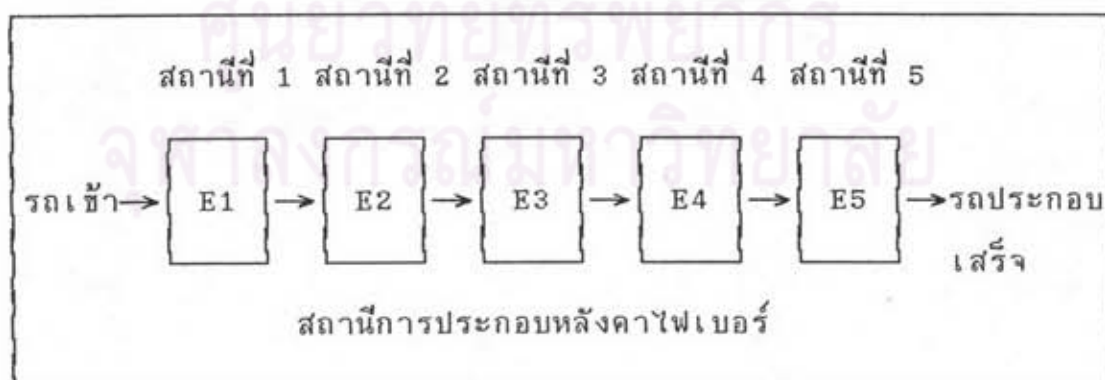 ศูนย์วิทยทรัพยากร
สถานีที่ 1 สถานีที่ 2 สถานีที่ 3 สถานีที่ 4 สถานีที่ 5
จุฬาลงกรณ์มหาวิทยาลัย
รถเข้า→ E1 → E2 → E3 → E4 → E5 →รถประกอบ
เสร็จ
สถานีการประกอบหลังคาไฟเบอร์